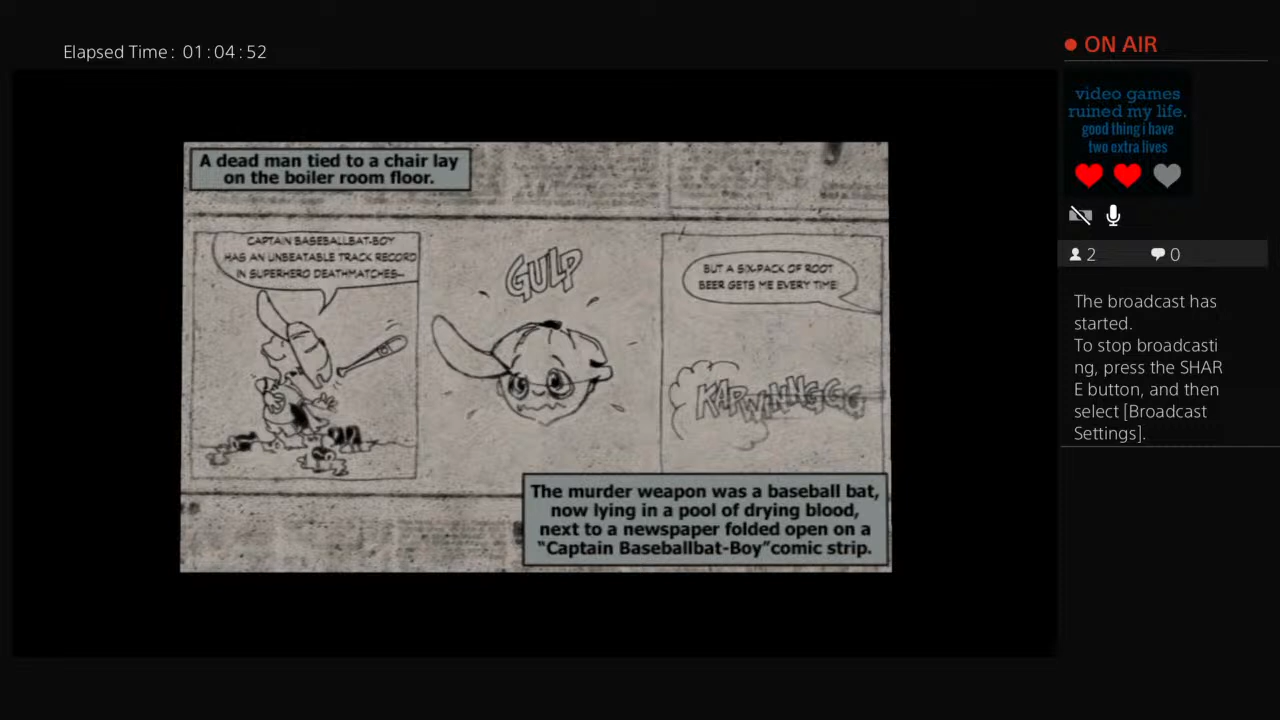 Elapsed Time: 01:04:52
ON AIR
video games
ruined my life.
good thing i have
two extra lives
2
0
The broadcast has
started.
To stop broadcasti
ng, press the SHAR
E button, and then
select [Broadcast
Settings].
A dead man tied to a chair lay
on the boiler room floor.
CAPTAIN BASEBALLBAT-BOY
HAS AN UNBEATABLE TRACK RECORD
IN SUPERHERO DEATHMATCHES—
GULP
BUT A SIX-PACK OF ROOT
BEER GETS ME EVERY TIME!
The murder weapon was a baseball bat,
now lying in a pool of drying blood,
next to a newspaper folded open on a
"Captain Baseballbat-Boy"comic strip.